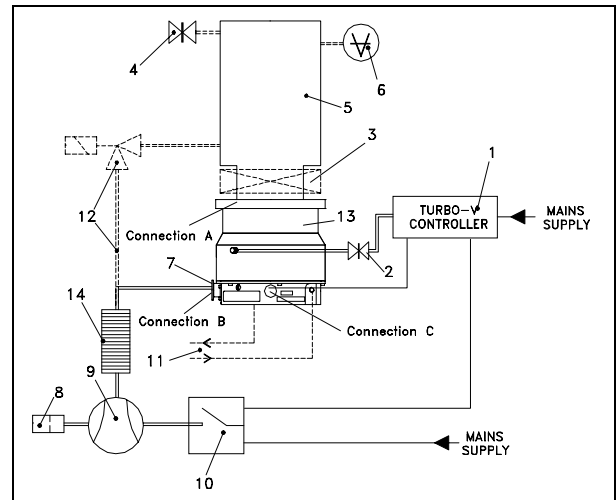 4
6
5
3
1
TURBO-V
CONTROLLER
MAINS
SUPPLY
12
Connection A
13
2
7
Connection B
Connection C
14
11
8
9
10
MAINS
SUPPLY